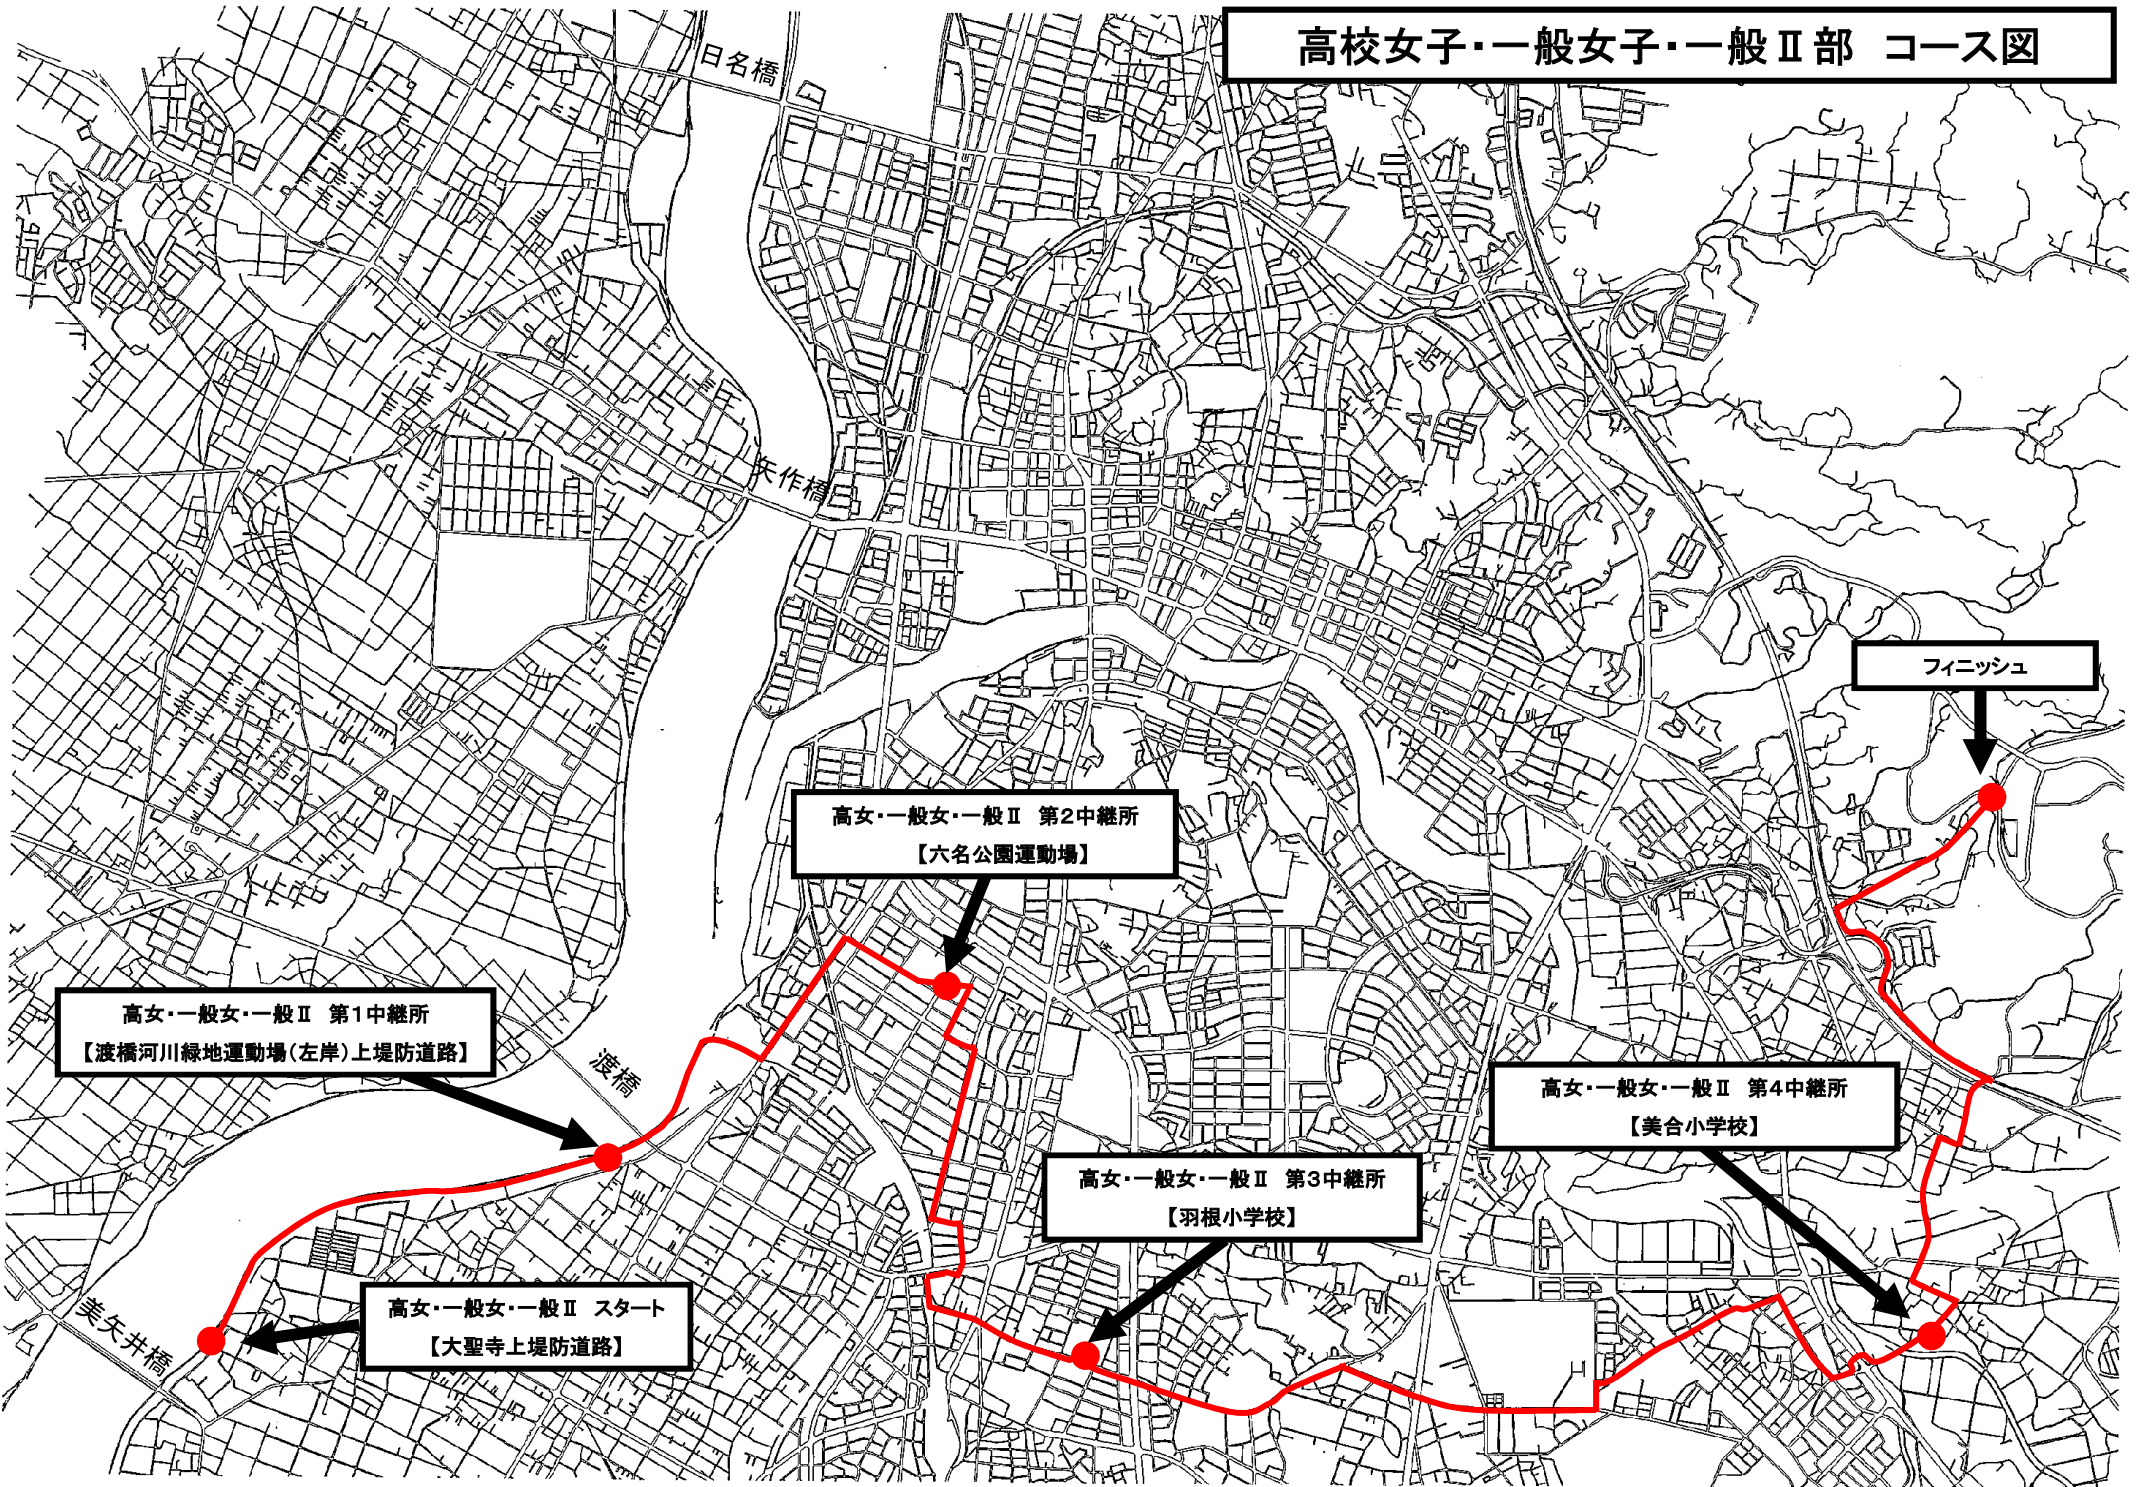 高校女子・一般女子・一般Ⅱ部　コース図
日名橋
矢作橋
フィニッシュ
高女・一般女・一般Ⅱ　第2中継所
【六名公園運動場】
高女・一般女・一般Ⅱ　第1中継所
【渡橋河川緑地運動場(左岸)上堤防道路】
渡橋
高女・一般女・一般Ⅱ　第4中継所
【美合小学校】
高女・一般女・一般Ⅱ　第3中継所
【羽根小学校】
高女・一般女・一般Ⅱ　スタート
【大聖寺上堤防道路】
美矢井橋